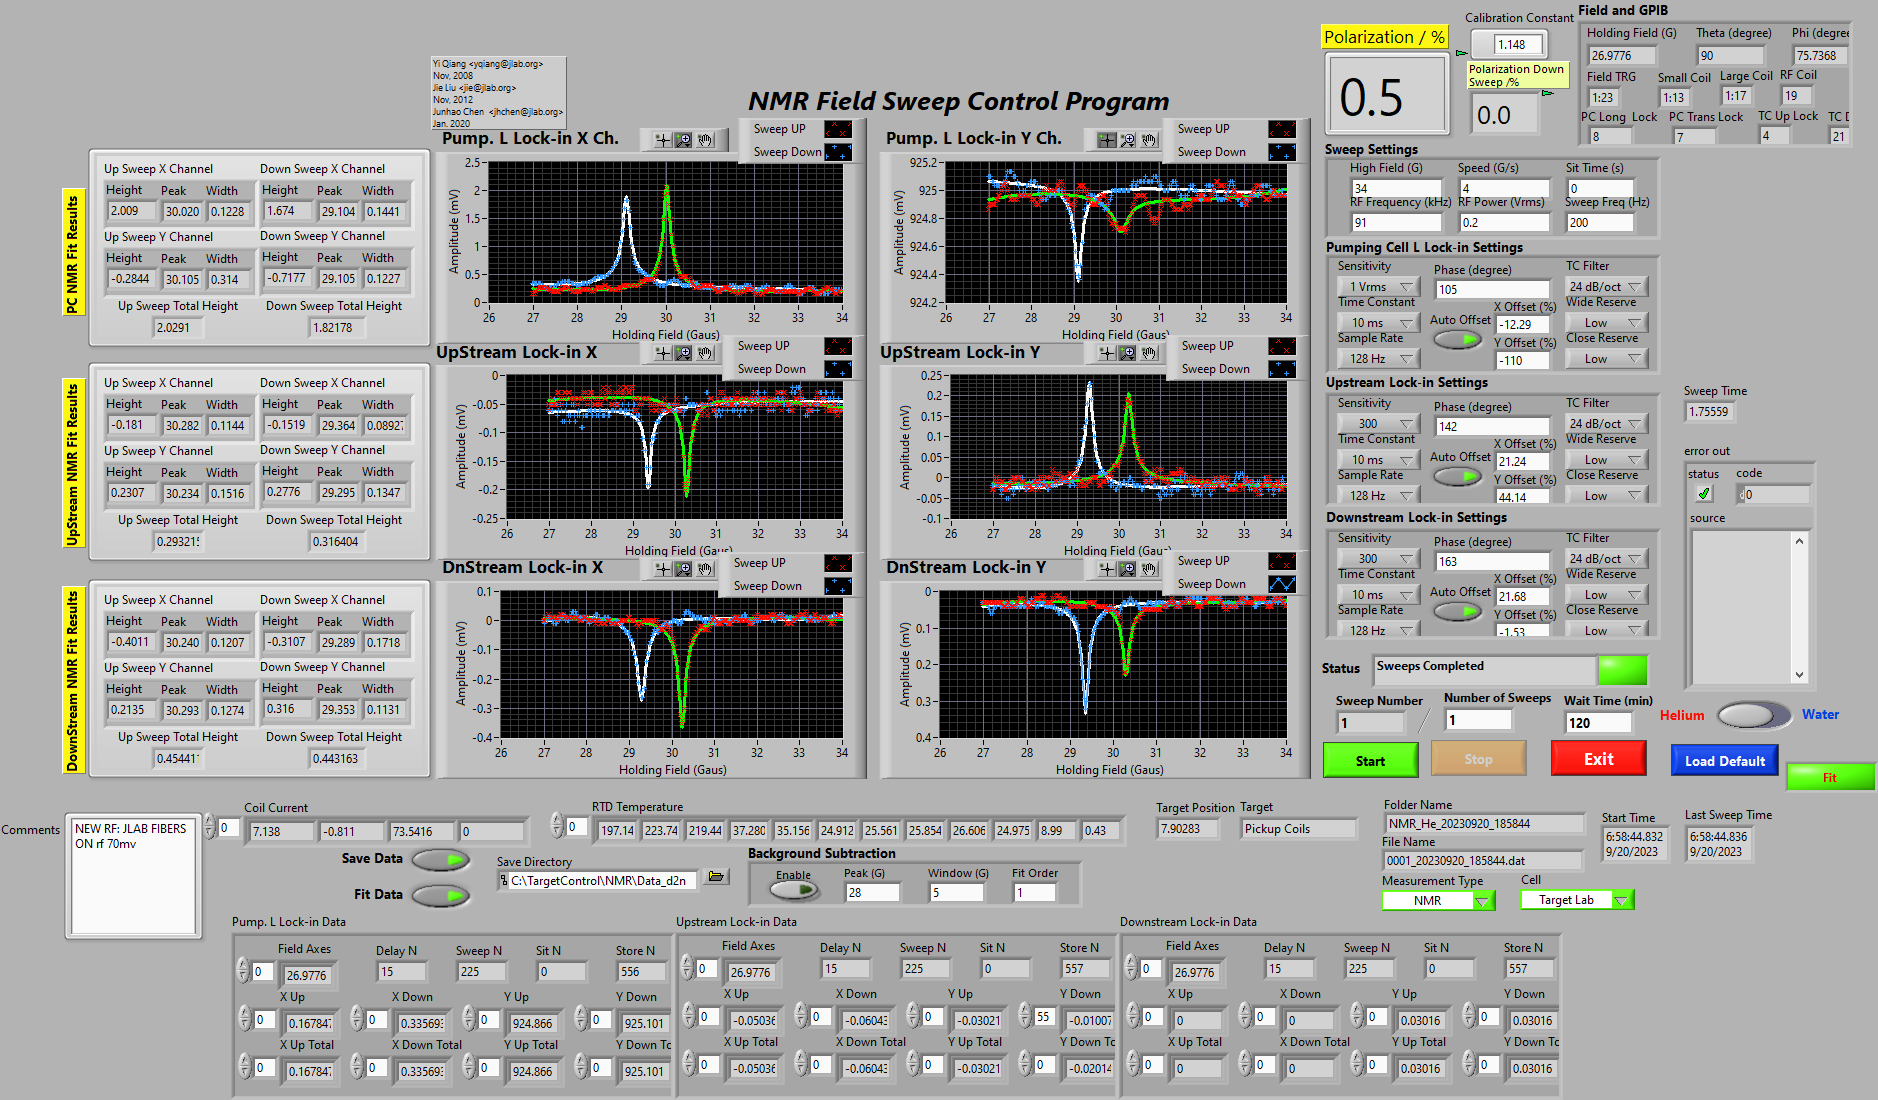 Yi Qiang <yqiang@jlab.org>
Nov, 2008
Jie Liu <jie@jlab.org>
Nov, 2012
Junhao Chen <jhchen@jlab.org>
Jan. 2020
NMR Field Sweep Control Program
Polarization / %
0.5
Calibration Constant
1.148
Polarization Down
Sweep /%
0.0
Field and GPIB
Holding Field (G) Theta (degree) Phi (degree
26.9776 90 75.7368
Field TRG Small Coil Large Coil RF Coil
1:23 1:13 1:17 19
PC Long Lock PC Trans Lock TC Up Lock TC D
8 7 4 21
PC NMR Fit Results
Up Sweep X Channel Down Sweep X Channel
Height Peak Width Height Peak Width
2.009 30.020 0.1228 1.674 29.104 0.1441
Up Sweep Y Channel Down Sweep Y Channel
Height Peak Width Height Peak Width
-0.2844 30.105 0.314 -0.7177 29.105 0.1227
Up Sweep Total Height Down Sweep Total Height
2.0291 1.82178
UpStream NMR Fit Results
Up Sweep X Channel Down Sweep X Channel
Height Peak Width Height Peak Width
-0.181 30.282 0.1144 -0.1519 29.364 0.08927
Up Sweep Y Channel Down Sweep Y Channel
Height Peak Width Height Peak Width
0.2307 30.234 0.1516 0.2776 29.295 0.1347
Up Sweep Total Height Down Sweep Total Height
0.293215 0.316404
DownStream NMR Fit Results
Up Sweep X Channel Down Sweep X Channel
Height Peak Width Height Peak Width
-0.4011 30.240 0.1207 -0.3107 29.289 0.1718
Up Sweep Y Channel Down Sweep Y Channel
Height Peak Width Height Peak Width
0.2135 30.293 0.1274 0.316 29.353 0.1131
Up Sweep Total Height Down Sweep Total Height
0.454411 0.443163
Pump. L Lock-in X Ch.
Sweep UP
Sweep Down
Amplitude (mV)
2.5
2
1.5
1
0.5
0
26 27 28 29 30 31 32 33 34
Holding Field (Gaus)
Pump. L Lock-in Y Ch.
Sweep UP
Sweep Down
Amplitude (mV)
925.2
925
924.8
924.6
924.4
924.2
26 27 28 29 30 31 32 33 34
Holding Field (Gaus)
UpStream Lock-in X
Sweep UP
Sweep Down
Amplitude (mV)
0
-0.05
-0.1
-0.15
-0.2
-0.25
26 27 28 29 30 31 32 33 34
Holding Field (Gaus)
UpStream Lock-in Y
Sweep UP
Sweep Down
Amplitude (mV)
0.25
0.2
0.15
0.1
0.05
0
-0.05
-0.1
26 27 28 29 30 31 32 33 34
Holding Field (Gaus)
DnStream Lock-in X
Sweep UP
Sweep Down
Amplitude (mV)
0.1
0
-0.1
-0.2
-0.3
-0.4
26 27 28 29 30 31 32 33 34
Holding Field (Gaus)
DnStream Lock-in Y
Sweep UP
Sweep Down
Amplitude (mV)
0
0.1
0.2
0.3
0.4
26 27 28 29 30 31 32 33 34
Holding Field (Gaus)
Sweep Settings
High Field (G) Speed (G/s) Sit Time (s)
34 4 0
RF Frequency (kHz) RF Power (Vrms) Sweep Freq (Hz)
91 0.2 200
Pumping Cell L Lock-in Settings
Sensitivity Phase (degree) TC Filter
1 Vrms 105 24 dB/oct
Time Constant X Offset (%) Wide Reserve
10 ms Auto Offset -12.29 Low
Sample Rate Y Offset (%) Close Reserve
128 Hz -110 Low
Upstream Lock-in Settings
Sensitivity Phase (degree) TC Filter
300 142 24 dB/oct
Time Constant X Offset (%) Wide Reserve
10 ms Auto Offset 21.24 Low
Sample Rate Y Offset (%) Close Reserve
128 Hz 44.14 Low
Downstream Lock-in Settings
Sensitivity Phase (degree) TC Filter
300 163 24 dB/oct
Time Constant X Offset (%) Wide Reserve
10 ms Auto Offset 21.68 Low
Sample Rate Y Offset (%) Close Reserve
128 Hz -1.53 Low
Sweep Time
1.75559
error out
status code
0
source
Status Sweeps Completed
Sweep Number Number of Sweeps Wait Time (min)
1 / 1 120
Helium Water
Start Stop Exit Load Default Fit
Comments
NEW RF: JLAB FIBERS
ON rf 70mv
Coil Current
0 7.138 -0.811 73.5416 0
RTD Temperature
0 197.14 223.74 219.44 37.280 35.156 24.912 25.561 25.854 26.606 24.975 8.99 0.43
Target Position Target
7.90283 Pickup Coils
Save Data
Fit Data
Save Directory
C:\TargetControl\NMR\Data_d2n
Background Subtraction
Enable Peak (G) Window (G) Fit Order
28 5 1
Folder Name
NMR_He_20230920_185844
File Name
0001_20230920_185844.dat
Measurement Type Cell
NMR Target Lab
Start Time Last Sweep Time
6:58:44.832 6:58:44.836
9/20/2023 9/20/2023
Pump. L Lock-in Data
Field Axes Delay N Sweep N Sit N Store N
0 26.9776 15 225 0 556
X Up X Down Y Up Y Down
0 0.167847 0 0.335693 0 924.866 0 925.101
X Up Total X Down Total Y Up Total Y Down To
0 0.167847 0 0.335693 0 924.866 0 925.101
Upstream Lock-in Data
Field Axes Delay N Sweep N Sit N Store N
0 26.9776 15 225 0 557
X Up X Down Y Up Y Down
0 -0.05036 0 -0.06043 0 -0.03021 55 -0.01007
X Up Total X Down Total Y Up Total Y Down Tc
0 -0.05036 0 -0.06043 0 -0.03021 0 -0.02014
Downstream Lock-in Data
Field Axes Delay N Sweep N Sit N Store N
0 26.9776 15 225 0 557
X Up X Down Y Up Y Down
0 0 0 0 0 0.03016 0 0.03016
X Up Total X Down Total Y Up Total Y Down Tc
0 0 0 0 0 0.03016 0 0.03016